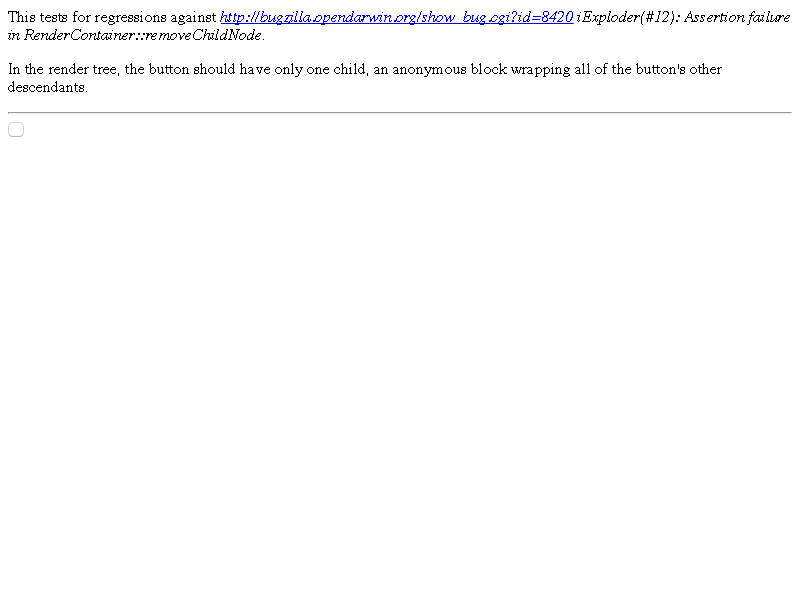 This tests for regressions against http://bugzilla.opendarwin.org/show_bug.cgi?id=8420 iExploder(#12): Assertion failure
in RenderContainer::removeChildNode.
In the render tree, the button should have only one child, an anonymous block wrapping all of the button's other
descendants.